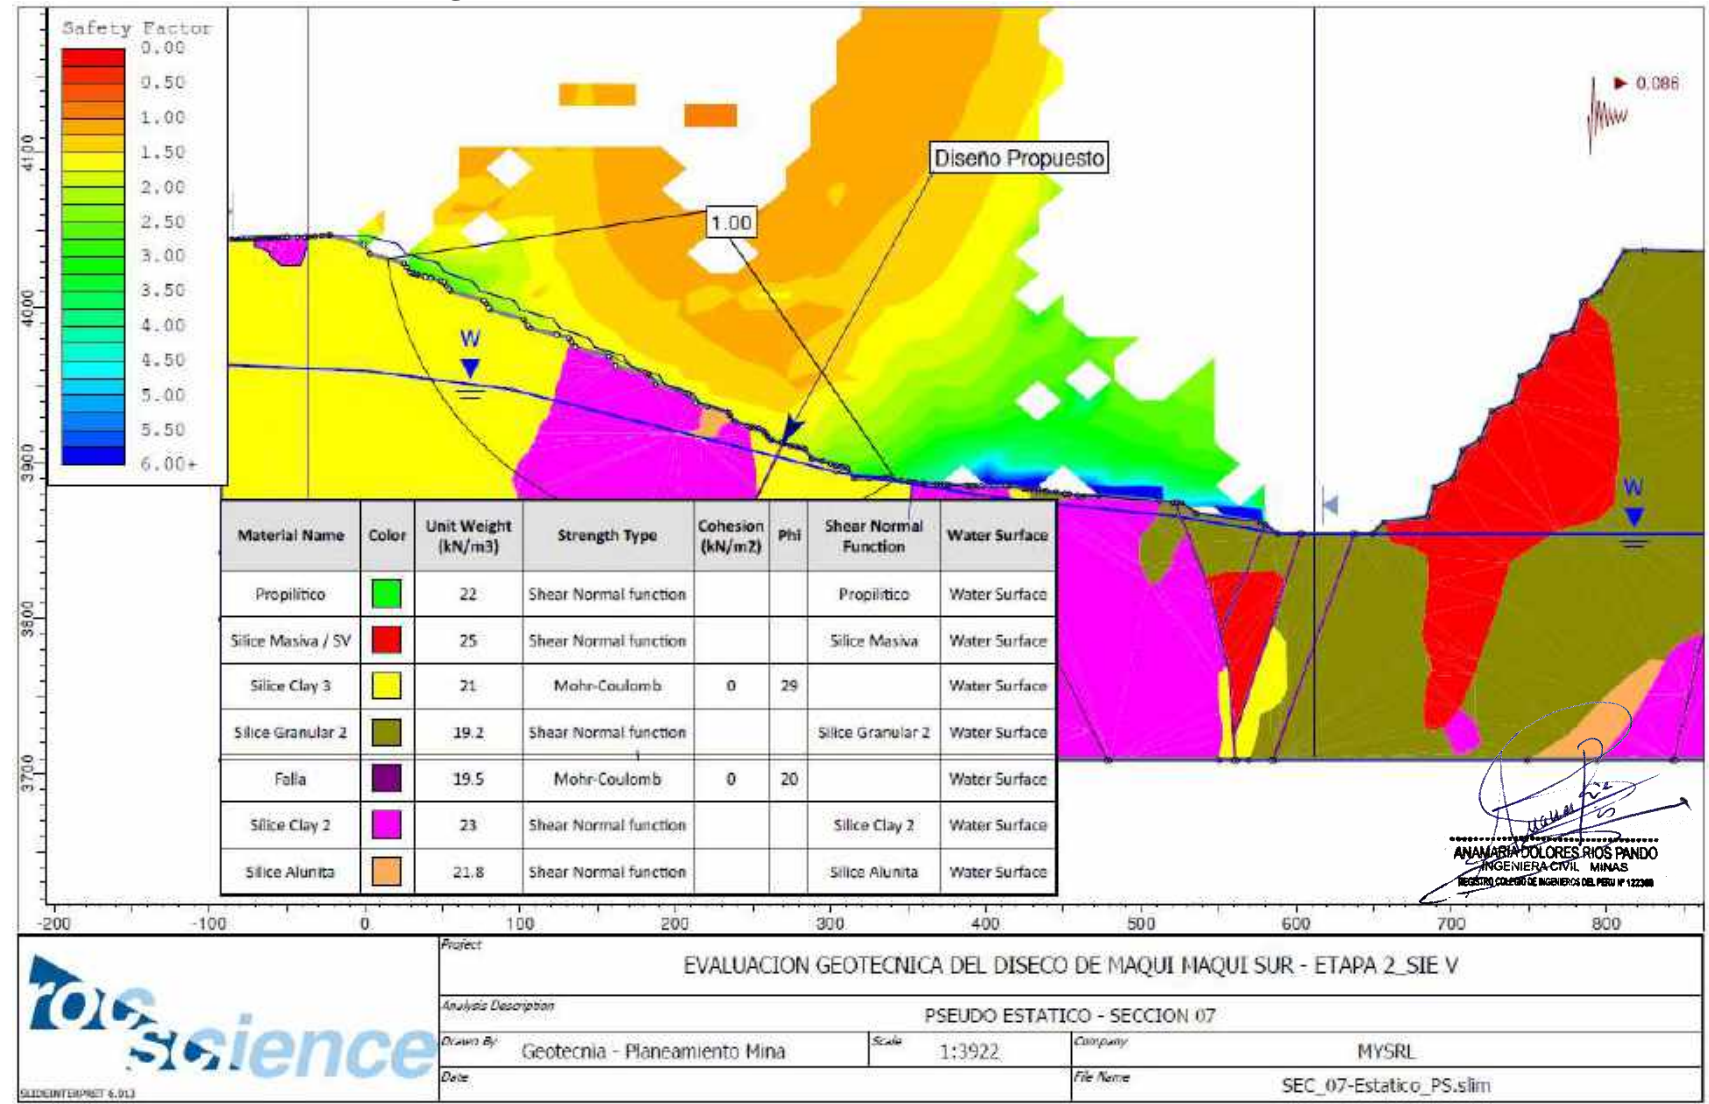 Safety Factor
0.00
0.50
1.00
1.50
2.00
2.50
3.00
3.50
4.00
4.50
5.00
5.50
6.00+
0.086
Diseño Propuesto
1.00
W
W
4100
4000
3900
3800
3700
Material Name Color Unit Weight (kN/m3) Strength Type Cohesion (kN/m2) Phi Shear Normal Function Water Surface
Propilítico 22 Shear Normal function Propilitico Water Surface
Silice Masiva / SV 25 Shear Normal function Silice Masiva Water Surface
Silice Clay 3 21 Mohr-Coulomb 0 29 Water Surface
Silice Granular 2 19.2 Shear Normal function Silice Granular 2 Water Surface
Falla 19.5 Mohr-Coulomb 0 20 Water Surface
Silice Clay 2 23 Shear Normal function Silice Clay 2 Water Surface
Silice Alunita 21.8 Shear Normal function Silice Alunita Water Surface
ANAMARIA DOLORES RIOS PANDO
INGENIERA CIVIL MINAS
REGISTRO COLEGIO DE INGENIEROS DEL PERU Nº
-200 -100 0 100 200 300 400 500 600 700 800
rocscience
SLIDEINTERPRET 6.013
Project
EVALUACION GEOTECNICA DEL DISECO DE MAQUI MAQUI SUR - ETAPA 2_SIE V
Analysis Description
PSEUDO ESTATICO - SECCION 07
Drawn By
Geotecnia - Planeamiento Mina
Scale
1:3922
Company
MYSRL
Date
File Name
SEC_07-Estatico_PS.slim